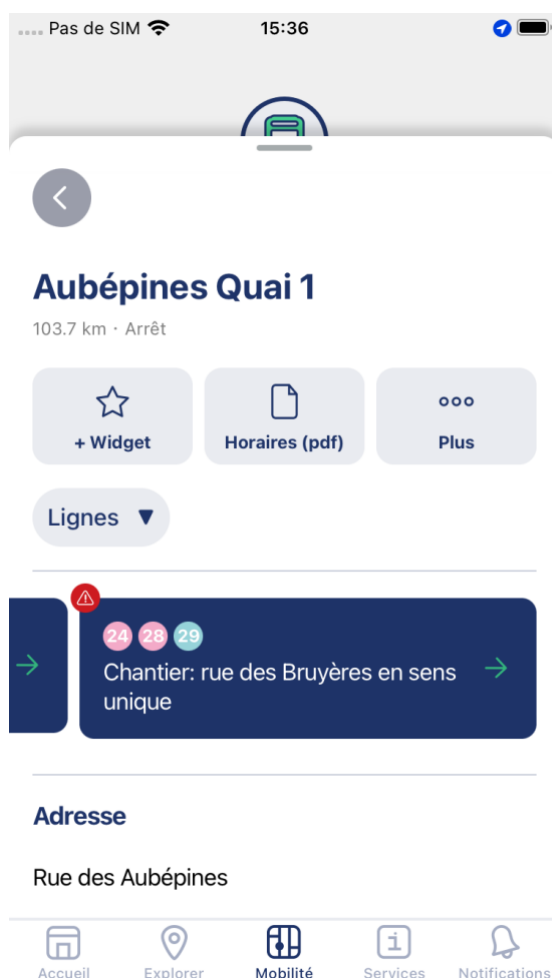 Pas de SIM 15:36
Aubépines Quai 1
103.7 km · Arrêt
+ Widget Horaires (pdf) Plus
Lignes ▼
24 28 29
Chantier: rue des Bruyères en sens
unique
Adresse
Rue des Aubépines
Accueil Explorer Mobilité Services Notifications